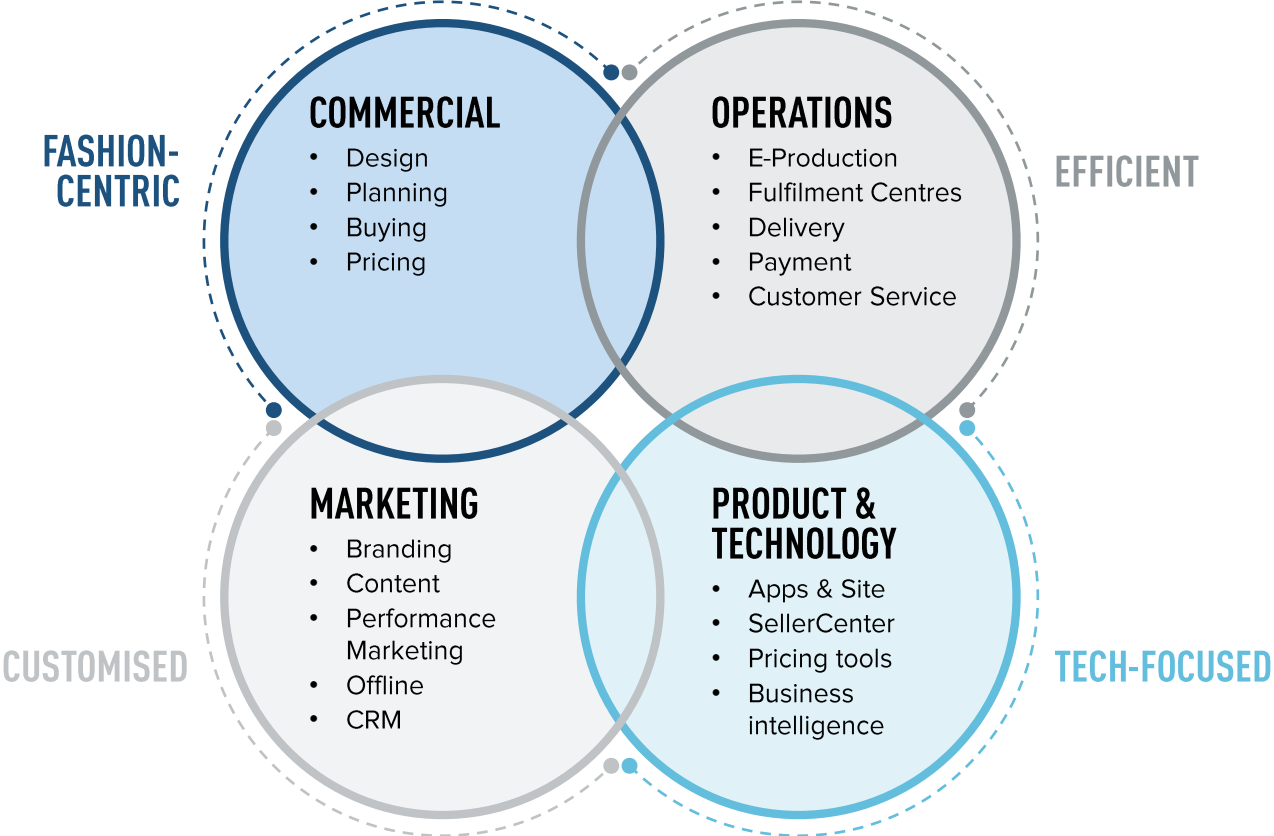 FASHION-
CENTRIC
COMMERCIAL
• Design
• Planning
• Buying
• Pricing
OPERATIONS
• E-Production
• Fulfilment Centres
• Delivery
• Payment
• Customer Service
EFFICIENT
CUSTOMISED
MARKETING
• Branding
• Content
• Performance
Marketing
• Offline
• CRM
PRODUCT &
TECHNOLOGY
• Apps & Site
• SellerCenter
• Pricing tools
• Business
intelligence
TECH-FOCUSED